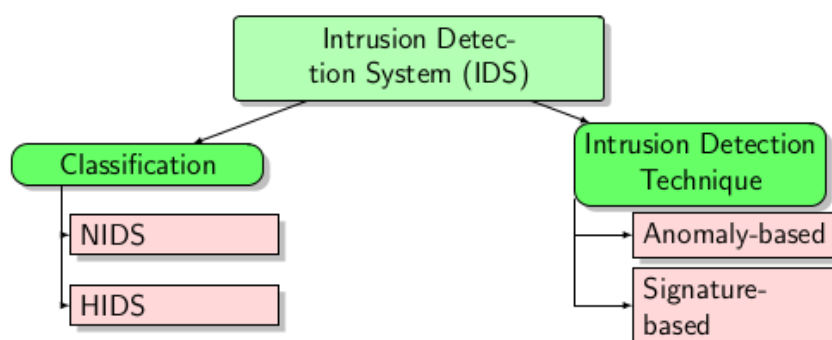 Intrusion Detec-
tion System (IDS)
Classification
Intrusion Detection
Technique
NIDS
Anomaly-based
HIDS
Signature-
based